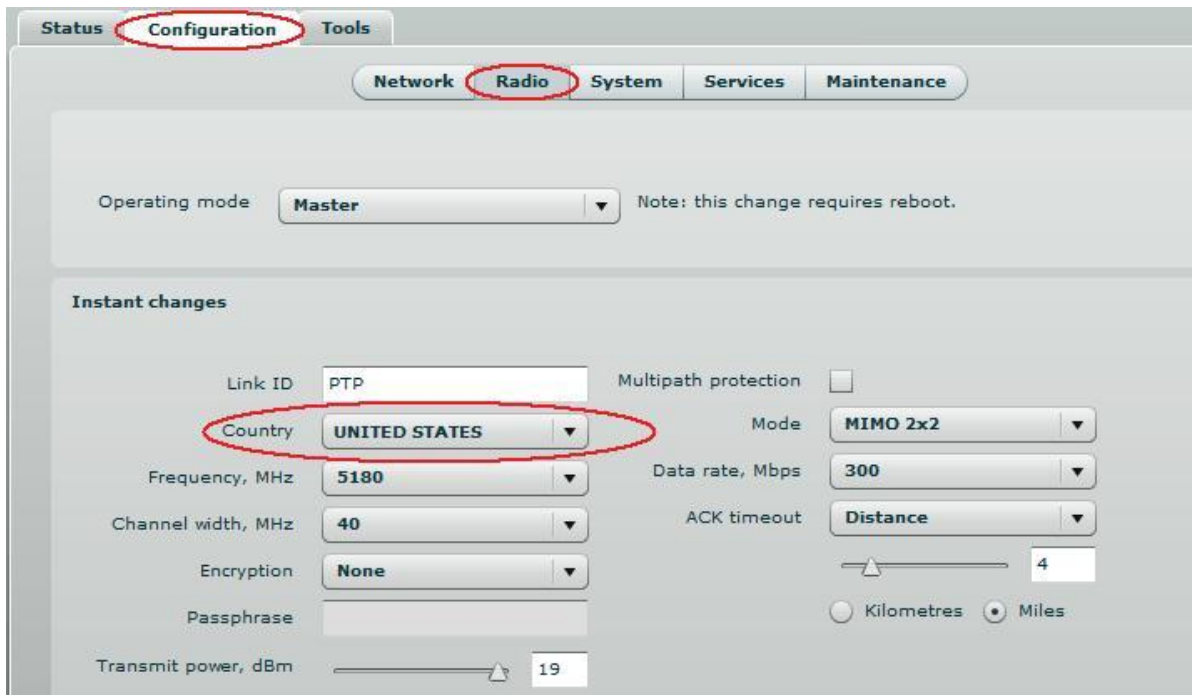 Status Configuration Tools
Network Radio System Services Maintenance
Operating mode Master Note: this change requires reboot.
Instant changes
Link ID PTP Multipath protection
Country UNITED STATES Mode MIMO 2x2
Frequency, MHz 5180 Data rate, Mbps 300
Channel width, MHz 40 ACK timeout Distance
Encryption None 4
Passphrase Kilometres Miles
Transmit power, dBm 19